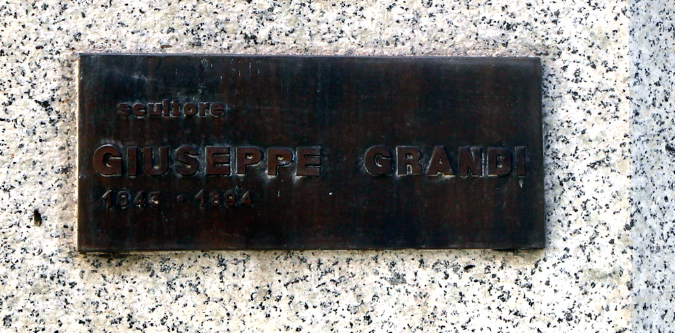 scultore
GIUSEPPE GRANDI
1843 - 1894